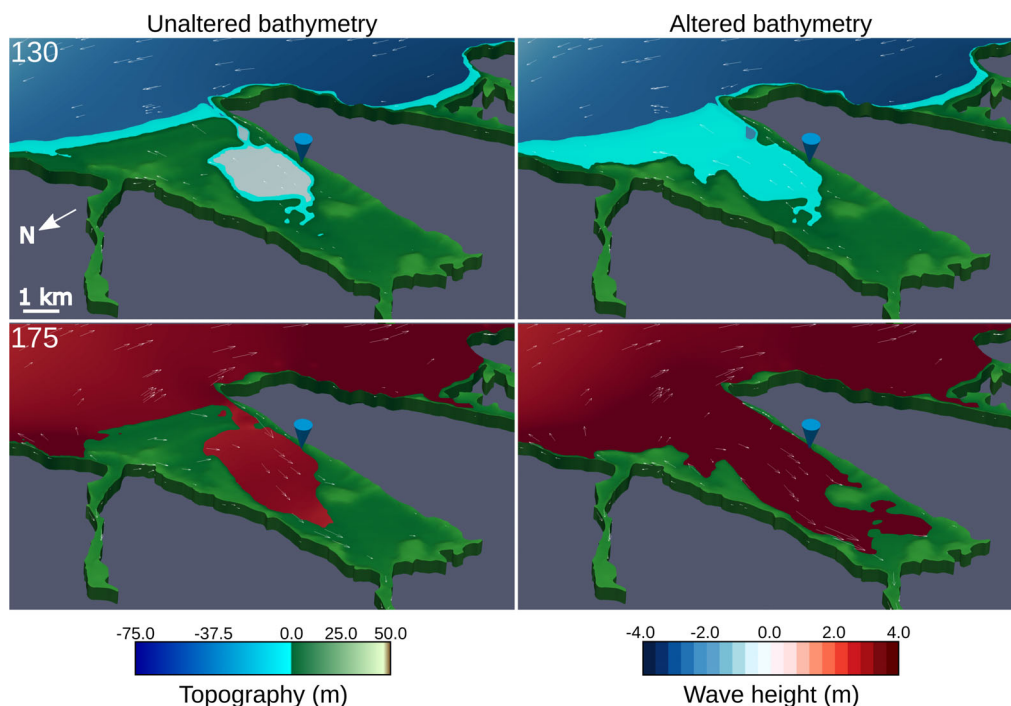 Unaltered bathymetry
Altered bathymetry
130
N
1 km
175
-75.0 -37.5 0.0 25.0 50.0
Topography (m)
-4.0 -2.0 0.0 2.0 4.0
Wave height (m)